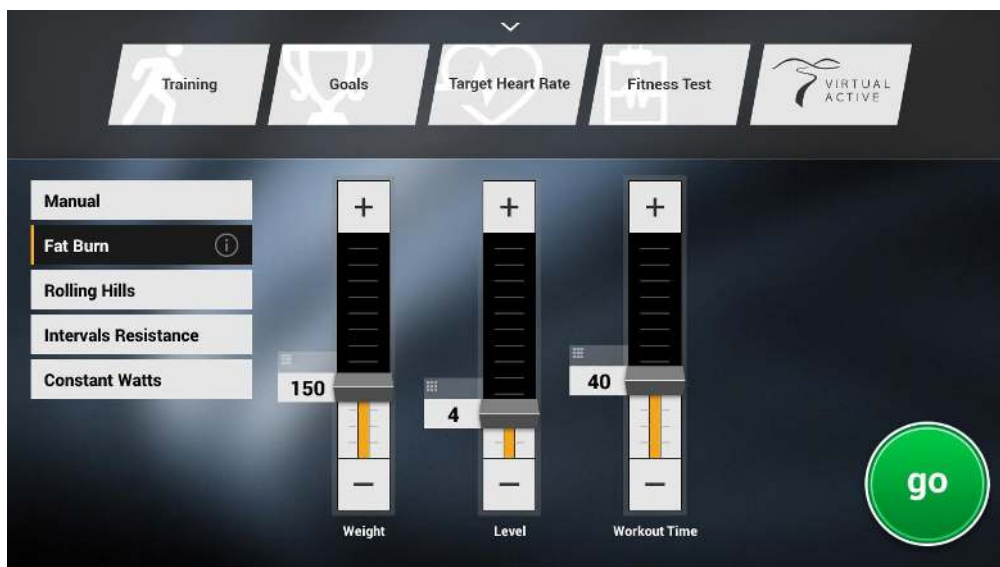 Training
Goals
Target Heart Rate
Fitness Test
VIRTUAL
ACTIVE
Manual
Fat Burn
Rolling Hills
Intervals Resistance
Constant Watts
+
+
+
150
4
40
−
−
−
Weight
Level
Workout Time
go